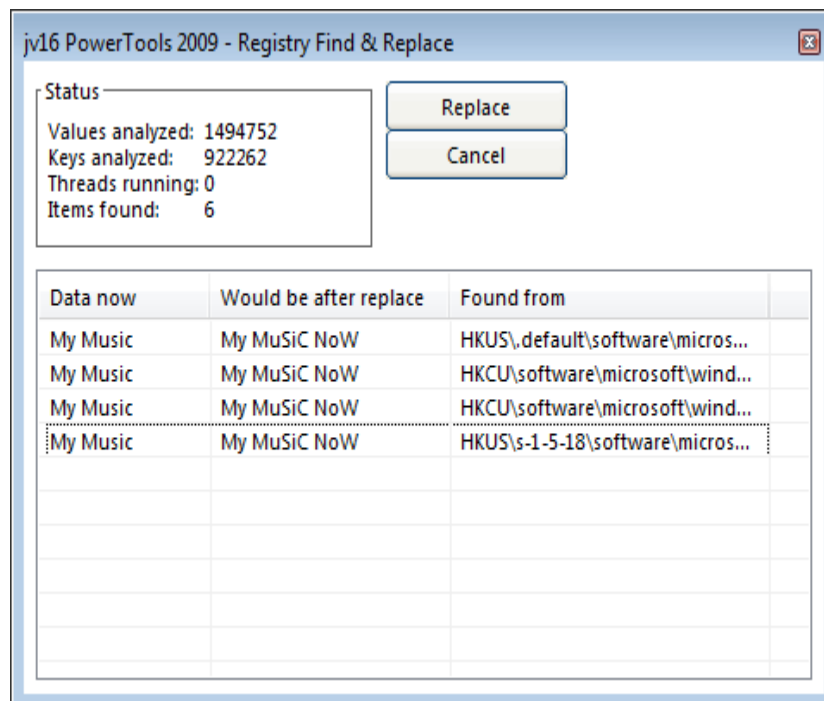 jv16 PowerTools 2009 - Registry Find & Replace
Status
Values analyzed: 1494752
Keys analyzed: 922262
Threads running: 0
Items found: 6
Replace
Cancel
Data now Would be after replace Found from
My Music My MuSiC NoW HKUS\.default\software\micros...
My Music My MuSiC NoW HKCU\software\microsoft\wind...
My Music My MuSiC NoW HKCU\software\microsoft\wind...
My Music My MuSiC NoW HKUS\s-1-5-18\software\micros...